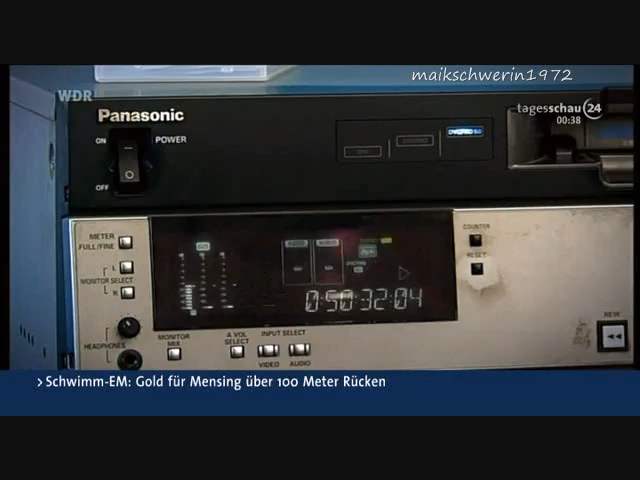 maikschwerin1972
WDR
tagesschau 24
00:38
Panasonic
ON
POWER
OFF
METER
FULL/FINE
L
MONITOR SELECT
R
HEADPHONES
MONITOR
MIX
A VOL
SELECT
INPUT SELECT
VIDEO
AUDIO
COUNTER
RESET
REW
0:50:32:04
> Schwimm-EM: Gold für Mensing über 100 Meter Rücken